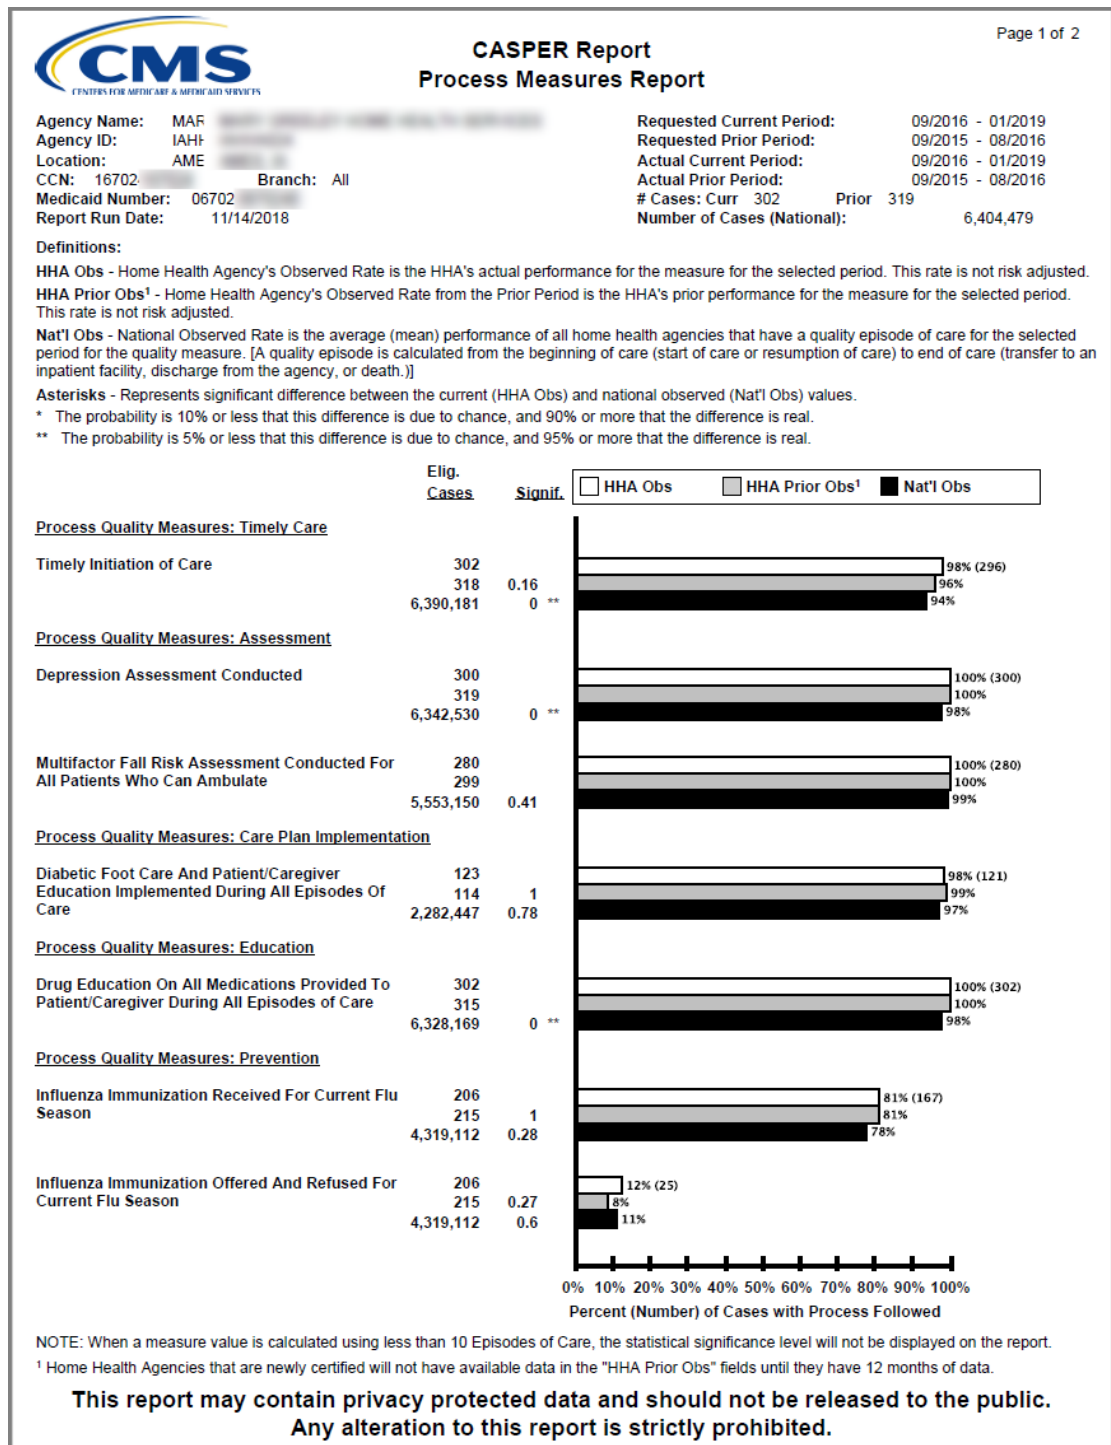 Page 1 of 2
CMS
CENTERS FOR MEDICARE & MEDICAID SERVICES
CASPER Report
Process Measures Report
Agency Name: MAR
Agency ID: IAHH
Location: AME
CCN: 16702 Branch: All
Medicaid Number: 06702
Report Run Date: 11/14/2018
Requested Current Period: 09/2016 - 01/2019
Requested Prior Period: 09/2015 - 08/2016
Actual Current Period: 09/2016 - 01/2019
Actual Prior Period: 09/2015 - 08/2016
# Cases: Curr 302 Prior 319
Number of Cases (National): 6,404,479
Definitions:
HHA Obs - Home Health Agency's Observed Rate is the HHA's actual performance for the measure for the selected period. This rate is not risk adjusted.
HHA Prior Obs¹ - Home Health Agency's Observed Rate from the Prior Period is the HHA's prior performance for the measure for the selected period.
This rate is not risk adjusted.
Nat'l Obs - National Observed Rate is the average (mean) performance of all home health agencies that have a quality episode of care for the selected
period for the quality measure. [A quality episode is calculated from the beginning of care (start of care or resumption of care) to end of care (transfer to an
inpatient facility, discharge from the agency, or death.)]
Asterisks - Represents significant difference between the current (HHA Obs) and national observed (Nat'l Obs) values.
* The probability is 10% or less that this difference is due to chance, and 90% or more that the difference is real.
** The probability is 5% or less that this difference is due to chance, and 95% or more that the difference is real.
Elig.
Cases Signif. HHA Obs HHA Prior Obs¹ Nat'l Obs
Process Quality Measures: Timely Care
Timely Initiation of Care 302 98% (296)
318 0.16 96%
6,390,181 0 ** 94%
Process Quality Measures: Assessment
Depression Assessment Conducted 300 100% (300)
319 100%
6,342,530 0 ** 98%
Multifactor Fall Risk Assessment Conducted For 280 100% (280)
All Patients Who Can Ambulate 299 100%
5,553,150 0.41 99%
Process Quality Measures: Care Plan Implementation
Diabetic Foot Care And Patient/Caregiver 123 98% (121)
Education Implemented During All Episodes Of 114 1 99%
Care 2,282,447 0.78 97%
Process Quality Measures: Education
Drug Education On All Medications Provided To 302 100% (302)
Patient/Caregiver During All Episodes of Care 315 100%
6,328,169 0 ** 98%
Process Quality Measures: Prevention
Influenza Immunization Received For Current Flu 206 81% (167)
Season 215 1 81%
4,319,112 0.28 78%
Influenza Immunization Offered And Refused For 206 12% (25)
Current Flu Season 215 0.27 8%
4,319,112 0.6 11%
0% 10% 20% 30% 40% 50% 60% 70% 80% 90% 100%
Percent (Number) of Cases with Process Followed
NOTE: When a measure value is calculated using less than 10 Episodes of Care, the statistical significance level will not be displayed on the report.
¹ Home Health Agencies that are newly certified will not have available data in the "HHA Prior Obs" fields until they have 12 months of data.
This report may contain privacy protected data and should not be released to the public.
Any alteration to this report is strictly prohibited.